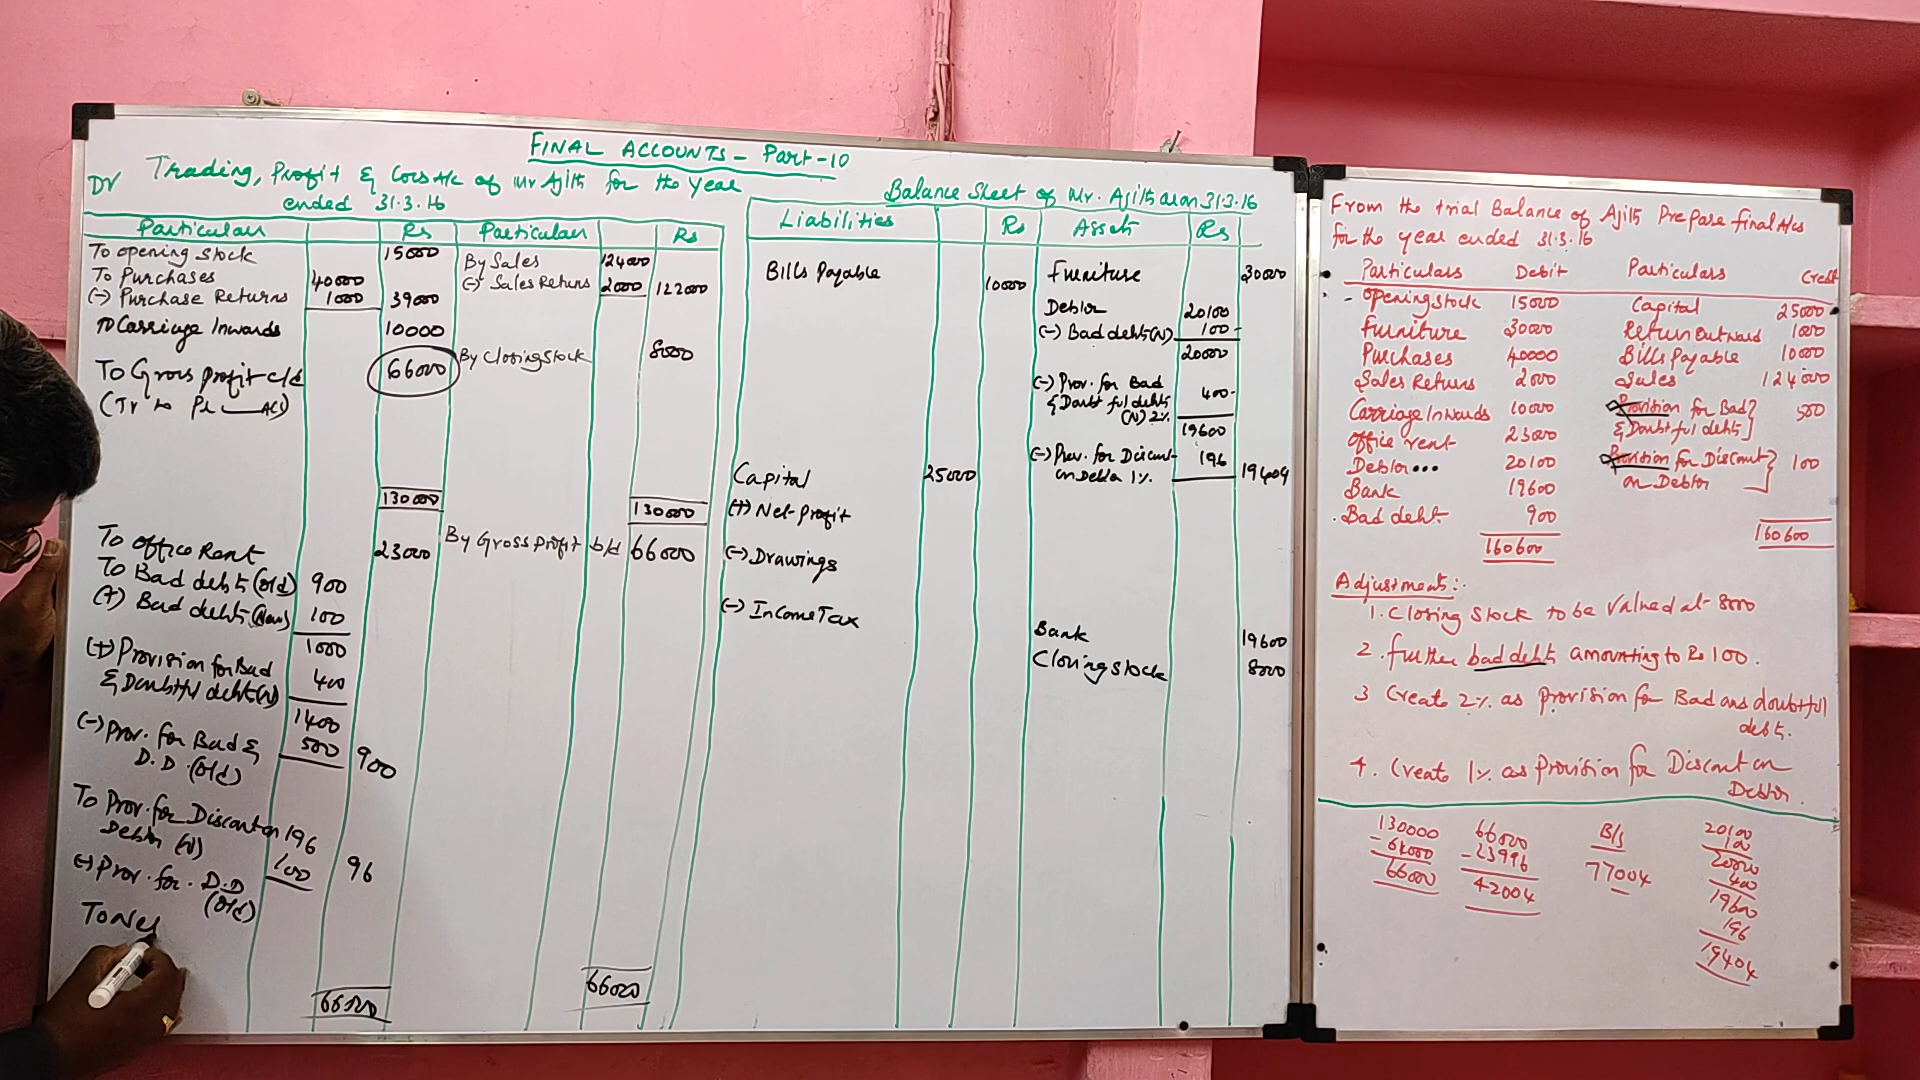 FINAL ACCOUNTS - Part-10
Dr Trading, Profit & Loss A/c of Mr Ajith for the Year
ended 31.3.16
Particulars Rs Particulars Rs
To opening stock 15000 By Sales 124000
To Purchases 40000 (-) Sales Returns 2000 122000
(-) Purchase Returns 1000 39000
To Carriage Inwards 10000
By Closing Stock 8000
To Gross profit c/d 66000
(Tr to P&L A/c)
130000 130000
To office Rent 23000 By Gross profit b/d 66000
To Bad debts (old) 900
(+) Bad debts (New) 100
1000
(+) Provision for Bad
& Doubtful debts (N) 400
1400
(-) Prov. for Bad & 500 900
D.D. (old)
To Prov. for Discount on 196
Debtor (N)
(-) Prov. for D.D 100 96
(old)
To Net
66000 66000
Balance Sheet of Mr. Ajith as on 31.3.16
Liabilities Rs Assets Rs
Bills Payable 10000 Furniture 30000
Debtor 20100
(-) Bad debts (N) 100
20000
(-) Prov. for Bad
& Doubtful debts 400
(N) 2%
19600
(-) Prov. for Discount 196
on Debtor 1% 19404
Capital 25000
(+) Net Profit
(-) Drawings
(-) Income Tax
Bank 19600
Closing stock 8000
From the trial Balance of Ajith Prepare final A/cs
for the year ended 31.3.16
Particulars Debit Particulars Credit
Opening stock 15000 Capital 25000
Furniture 30000 Return Outward 1000
Purchases 40000 Bills Payable 10000
Sales Returns 2000 Sales 124000
Carriage Inwards 10000 Provision for Bad 500
office rent 23000 & Doubtful debts
Debtor... 20100 Provision for Discount 100
Bank 19600 on Debtor
Bad debt. 900
160600 160600
Adjustments:-
1. Closing Stock to be valued at 8000
2. further bad debts amounting to Rs 100.
3 Create 2% as provision for Bad and doubtful
debt.
4. Create 1% as provision for Discount on
Debtor.
130000 66000 B/s 20100
- 64000 - 23996 77004 100
66000 42004 20000
400
19600
196
19404